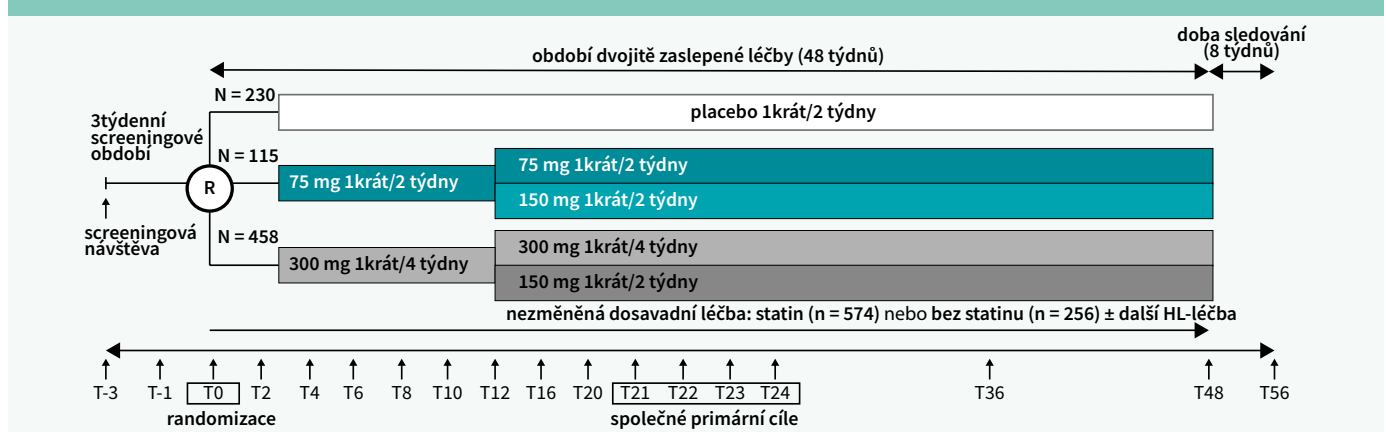 období dvojitě zaslepené léčby (48 týdnů)
doba sledování
(8 týdnů)
N = 230
placebo 1krát/2 týdny
3týdenní
screeningové
období
N = 115
75 mg 1krát/2 týdny
75 mg 1krát/2 týdny
150 mg 1krát/2 týdny
R
screeningová
návštěva
N = 458
300 mg 1krát/4 týdny
300 mg 1krát/4 týdny
150 mg 1krát/2 týdny
nezměněná dosavadní léčba: statin (n = 574) nebo bez statinu (n = 256) ± další HL-léčba
T-3 T-1 T0 T2 T4 T6 T8 T10 T12 T16 T20 T21 T22 T23 T24 T36 T48 T56
randomizace společné primární cíle